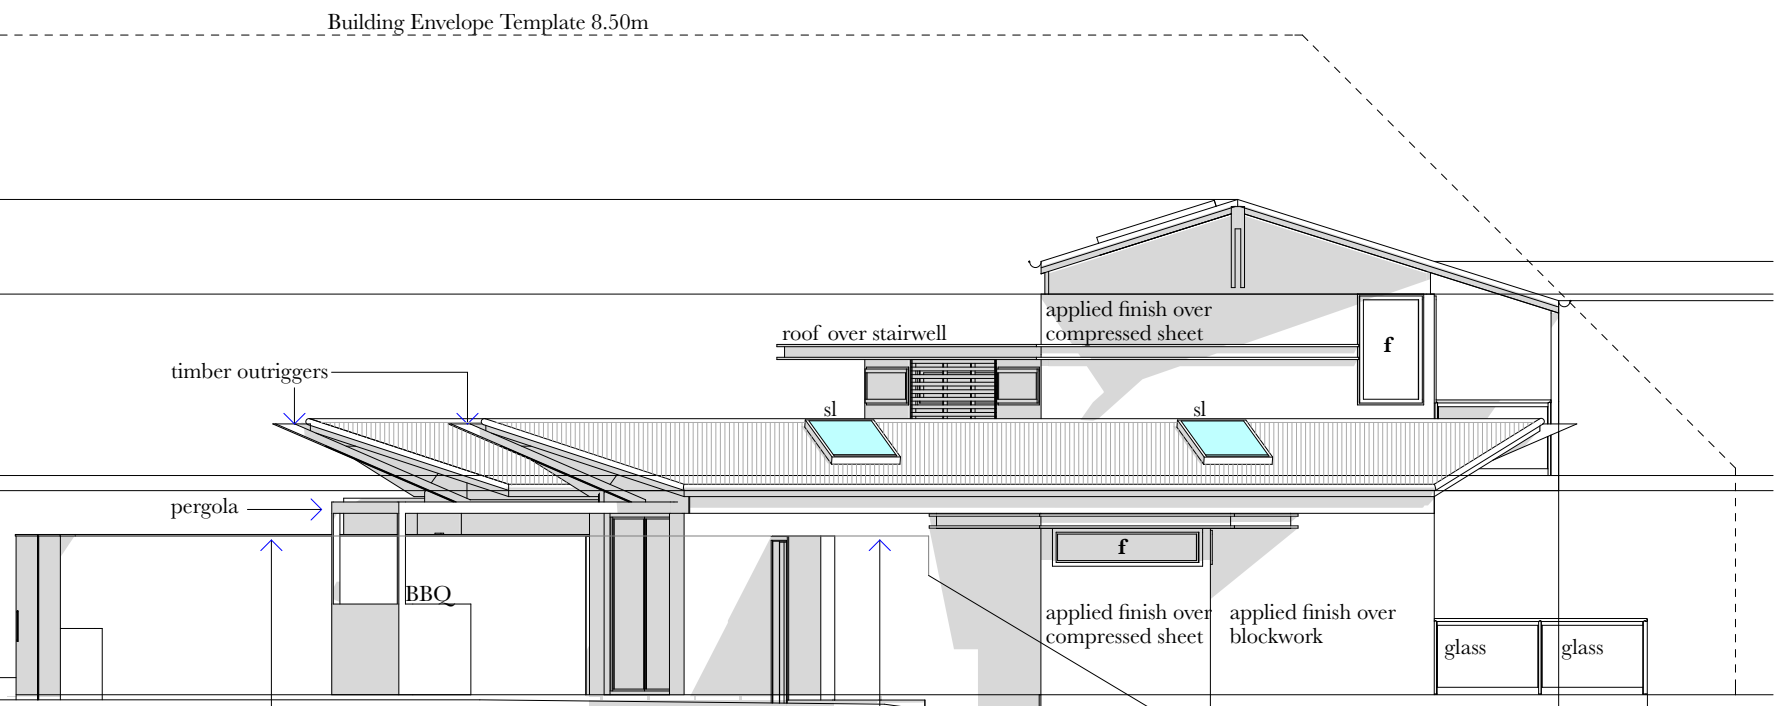 Building Envelope Template 8.50m
applied finish over
compressed sheet
roof over stairwell
f
timber outriggers
sl
sl
pergola
f
BBQ
applied finish over
compressed sheet
applied finish over
blockwork
glass
glass